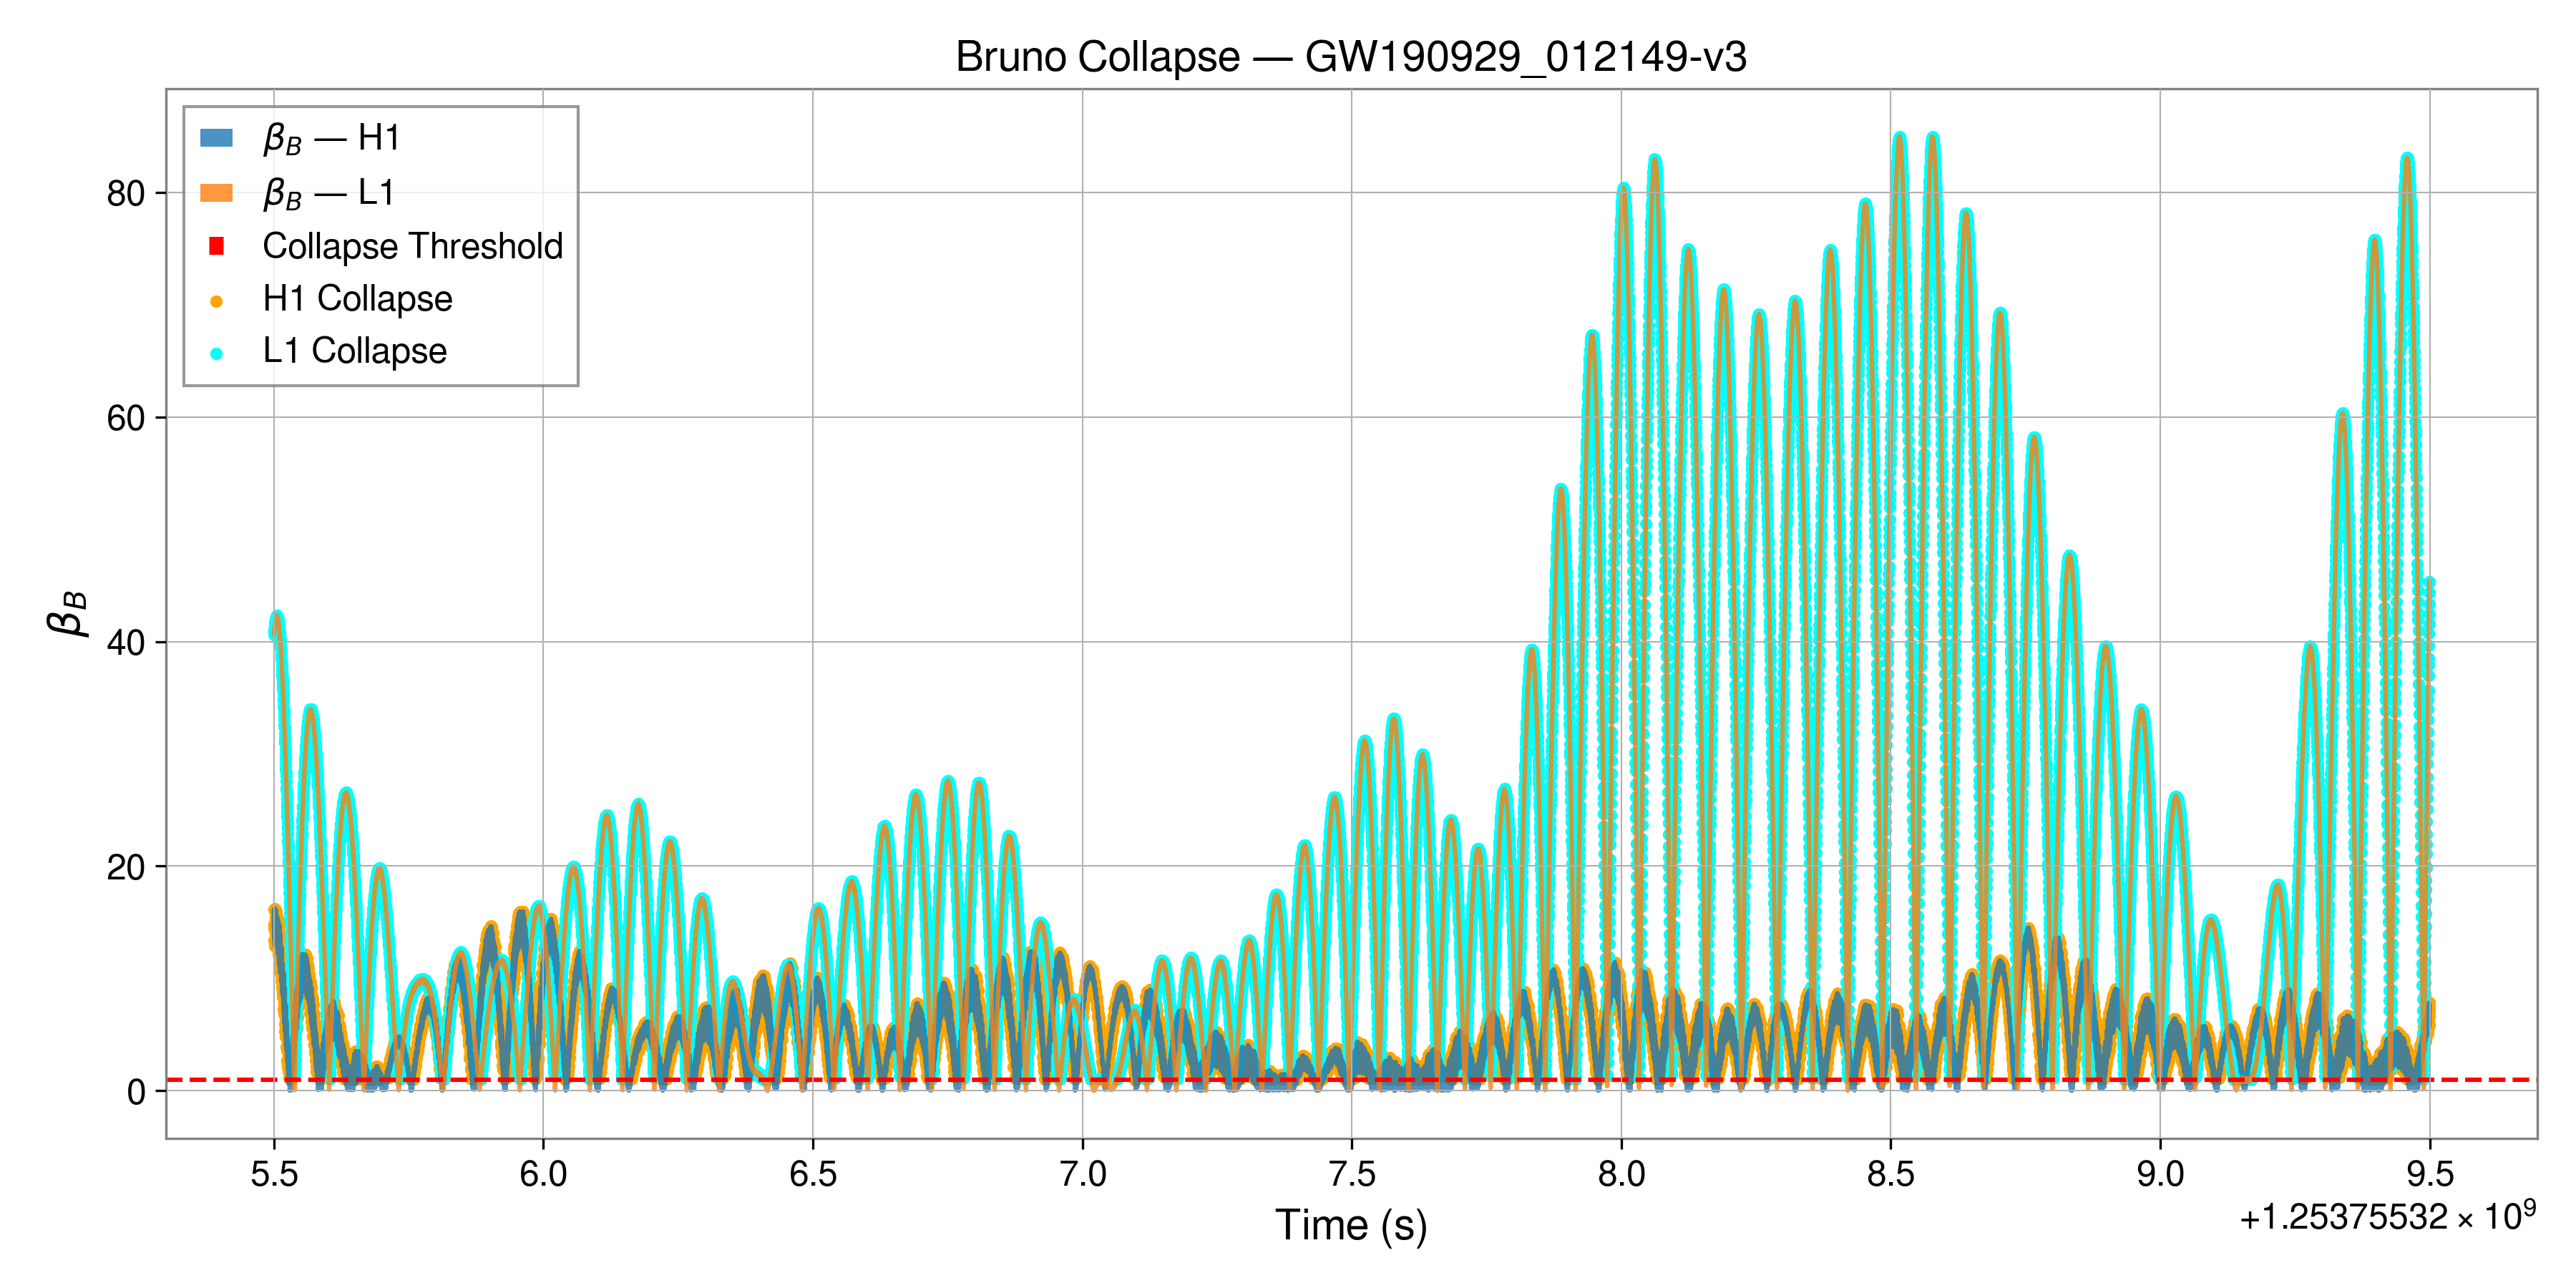 Bruno Collapse — GW190929_012149-v3
β_B — H1
β_B — L1
Collapse Threshold
H1 Collapse
L1 Collapse
β_B
80
60
40
20
0
5.5 6.0 6.5 7.0 7.5 8.0 8.5 9.0 9.5
+1.25375532 × 10⁹
Time (s)